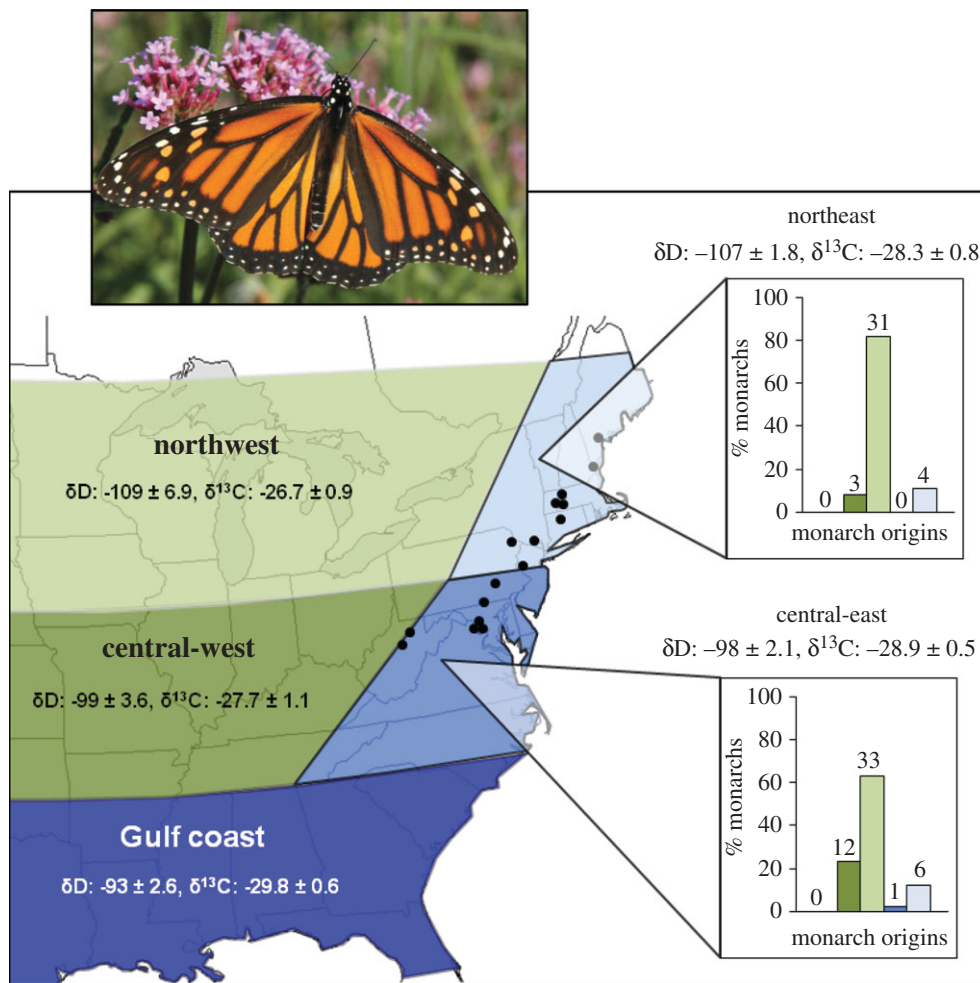 northeast
δD: –107 ± 1.8, δ¹³C: –28.3 ± 0.8
100
80
60
40
20
0
% monarchs
0
3
31
0
4
monarch origins
northwest
δD: -109 ± 6.9, δ¹³C: -26.7 ± 0.9
central-west
δD: -99 ± 3.6, δ¹³C: -27.7 ± 1.1
Gulf coast
δD: -93 ± 2.6, δ¹³C: -29.8 ± 0.6
central-east
δD: –98 ± 2.1, δ¹³C: –28.9 ± 0.5
100
80
60
40
20
0
% monarchs
0
12
33
1
6
monarch origins